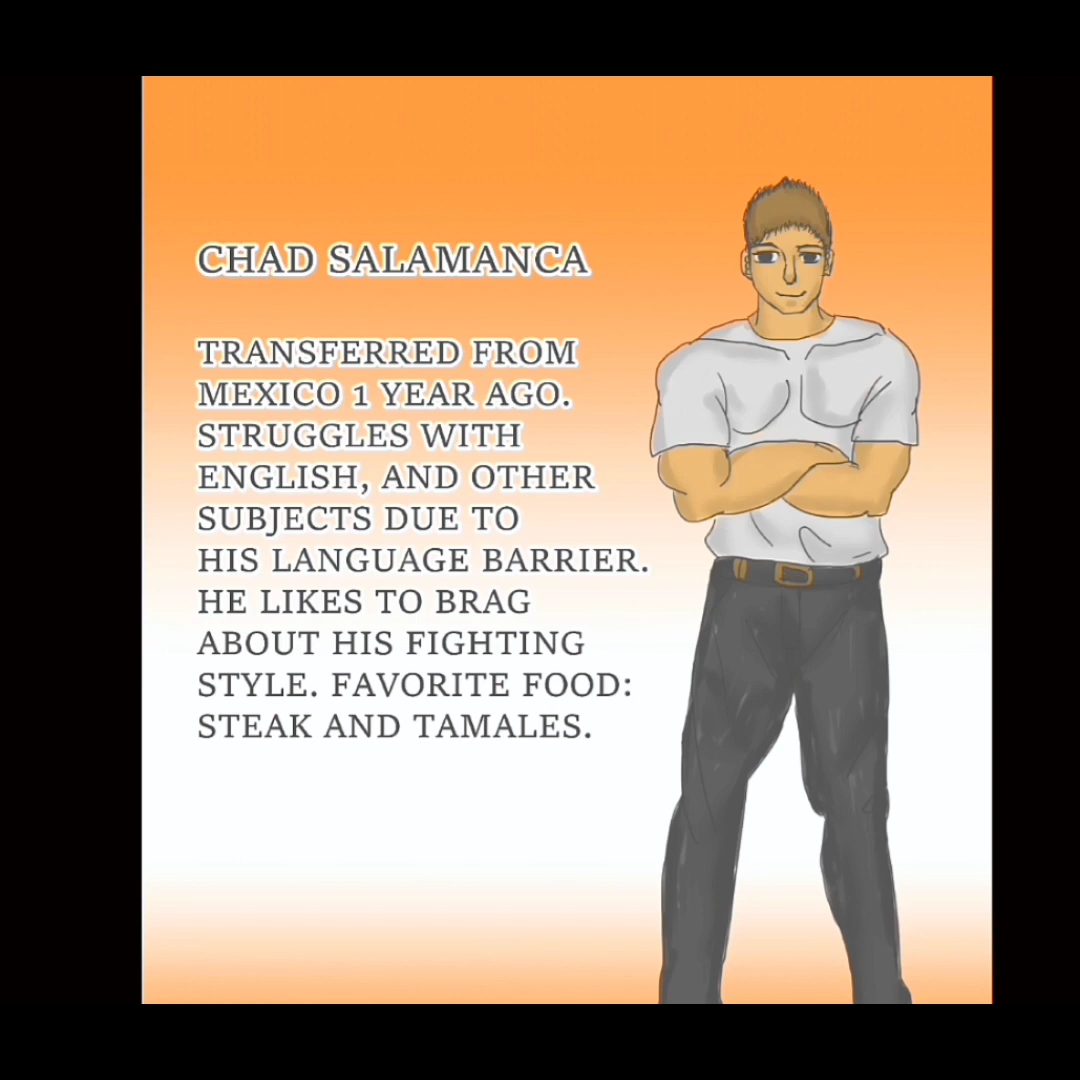 CHAD SALAMANCA
TRANSFERRED FROM
MEXICO 1 YEAR AGO.
STRUGGLES WITH
ENGLISH, AND OTHER
SUBJECTS DUE TO
HIS LANGUAGE BARRIER.
HE LIKES TO BRAG
ABOUT HIS FIGHTING
STYLE. FAVORITE FOOD:
STEAK AND TAMALES.